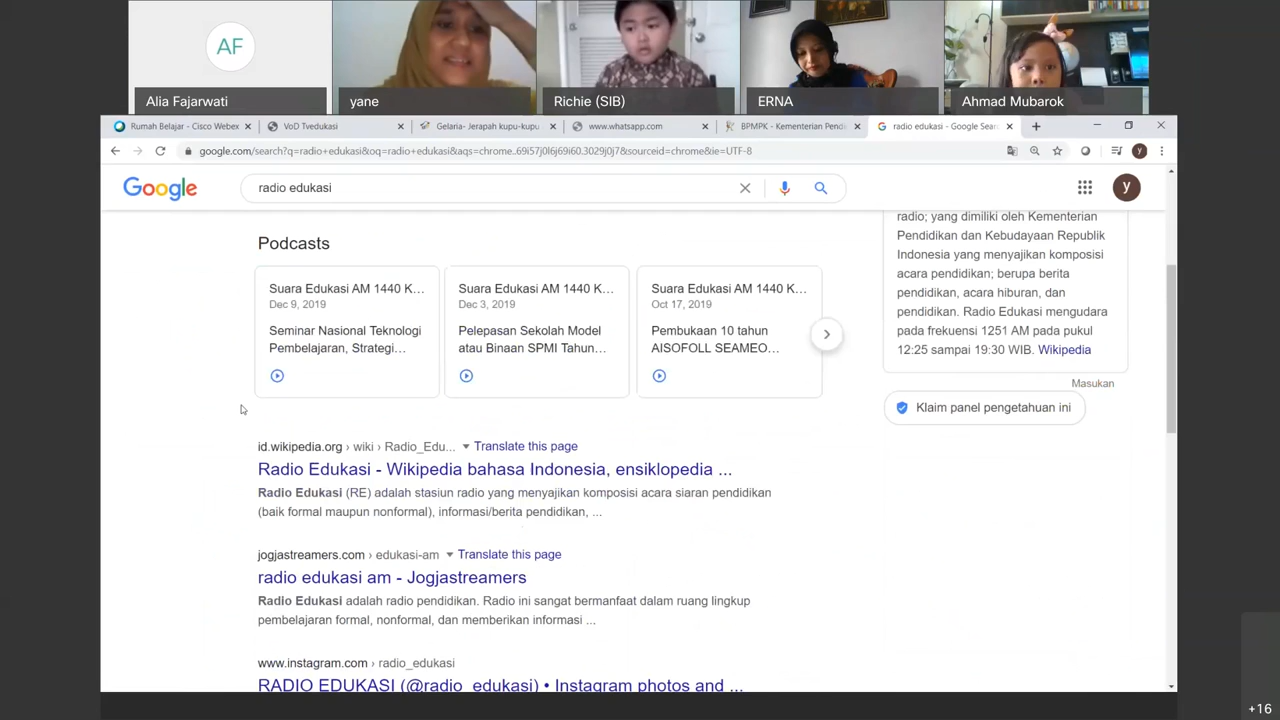 AF
Alia Fajarwati
yane
Richie (SIB)
ERNA
Ahmad Mubarok
Rumah Belajar - Cisco Webex
VoD Tvedukasi
Gelaria- Jerapah kupu-kupu
www.whatsapp.com
BPMPK - Kementerian Pendi
radio edukasi - Google Sear
google.com/search?q=radio+edukasi&oq=radio+edukasi&aqs=chrome..69i57j0l6j69i60.3029j0j7&sourceid=chrome&ie=UTF-8
Google
radio edukasi
y
Podcasts
Suara Edukasi AM 1440 K...
Dec 9, 2019
Seminar Nasional Teknologi
Pembelajaran, Strategi...
Suara Edukasi AM 1440 K...
Dec 3, 2019
Pelepasan Sekolah Model
atau Binaan SPMI Tahun...
Suara Edukasi AM 1440 K...
Oct 17, 2019
Pembukaan 10 tahun
AISOFOLL SEAMEO...
radio; yang dimiliki oleh Kementerian
Pendidikan dan Kebudayaan Republik
Indonesia yang menyajikan komposisi
acara pendidikan; berupa berita
pendidikan, acara hiburan, dan
pendidikan. Radio Edukasi mengudara
pada frekuensi 1251 AM pada pukul
12:25 sampai 19:30 WIB. Wikipedia
Masukan
Klaim panel pengetahuan ini
id.wikipedia.org › wiki › Radio_Edu... Translate this page
Radio Edukasi - Wikipedia bahasa Indonesia, ensiklopedia ...
Radio Edukasi (RE) adalah stasiun radio yang menyajikan komposisi acara siaran pendidikan
(baik formal maupun nonformal), informasi/berita pendidikan, ...
jogjastreamers.com › edukasi-am Translate this page
radio edukasi am - Jogjastreamers
Radio Edukasi adalah radio pendidikan. Radio ini sangat bermanfaat dalam ruang lingkup
pembelajaran formal, nonformal, dan memberikan informasi ...
www.instagram.com › radio_edukasi
RADIO EDUKASI (@radio_edukasi) • Instagram photos and ...
+16